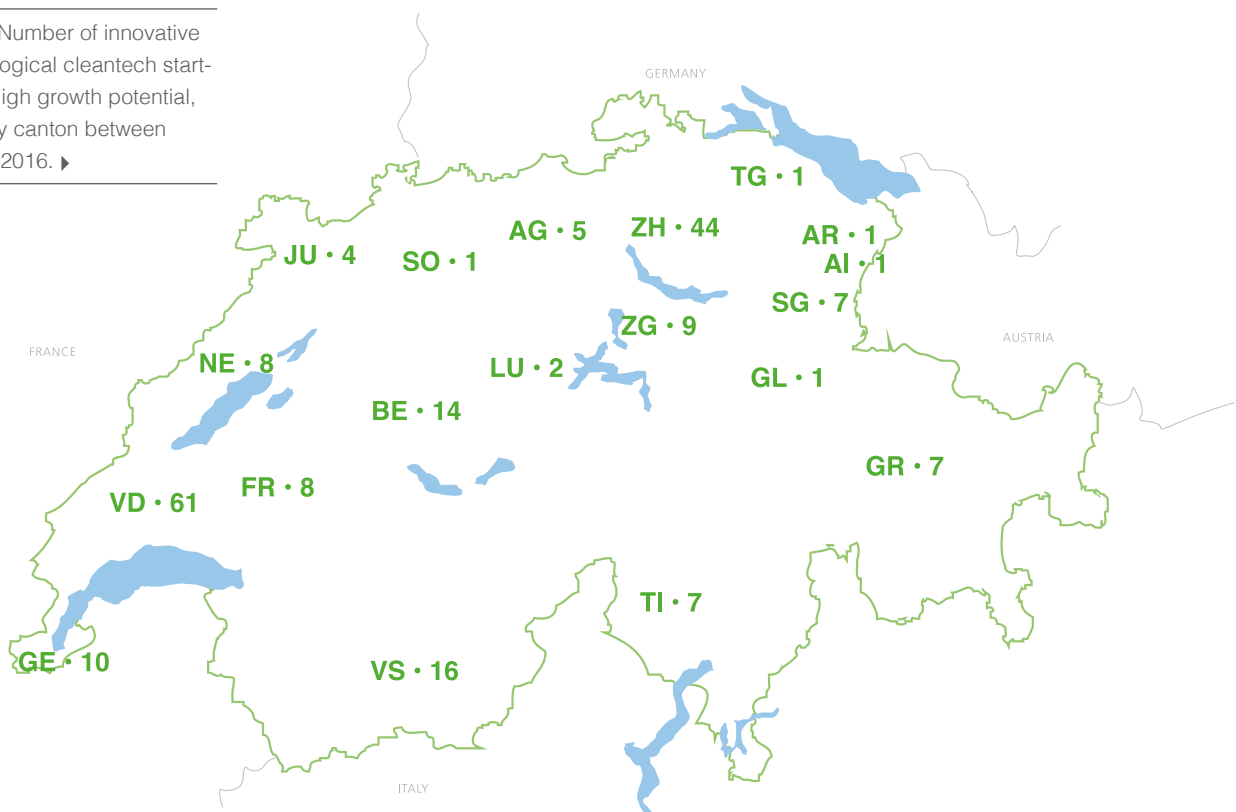 Number of innovative
ogical cleantech start-
igh growth potential,
y canton between
2016.
GERMANY
TG • 1
AG • 5
ZH • 44
AR • 1
JU • 4
SO • 1
AI • 1
SG • 7
ZG • 9
FRANCE
AUSTRIA
NE • 8
LU • 2
GL • 1
BE • 14
GR • 7
FR • 8
VD • 61
TI • 7
GE • 10
VS • 16
ITALY